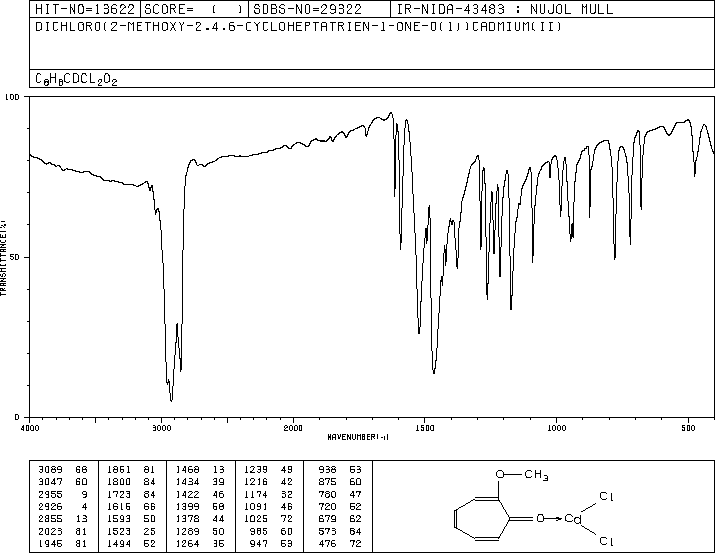 HIT-NO=13622 SCORE= ( ) SDBS-NO=29322 IR-NIDA-43483 : NUJOL MULL
DICHLORO(2-METHOXY-2,4,6-CYCLOHEPTATRIEN-1-ONE-O(1))CADMIUM(II)
C8H8CDCL2O2
100
TRANSMITTANCE(%)
50
0
4000 3000 2000 1500 1000 500
WAVENUMBER(-1)
3089 68 1861 81 1468 13 1239 49 938 53
3047 60 1800 84 1434 39 1216 42 875 60
2955 9 1723 84 1422 46 1174 32 780 47
2926 4 1616 66 1399 58 1091 46 720 52
2855 13 1593 50 1378 44 1025 72 679 62
2023 81 1523 25 1289 50 985 60 573 84
1946 81 1494 52 1264 35 947 53 476 72
O CH3
O Cd Cl
Cl